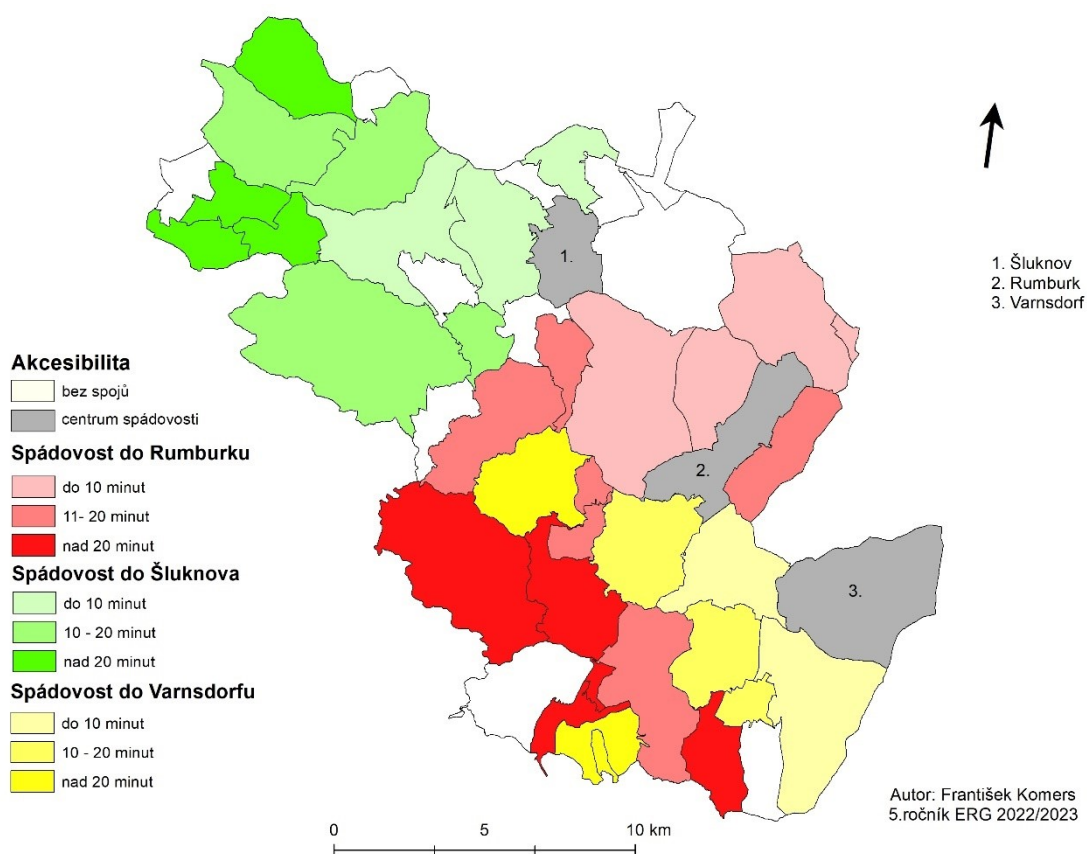 1.
1. Šluknov
2. Rumburk
3. Varnsdorf
Akcesibilita
bez spojů
centrum spádovosti
Spádovost do Rumburku
do 10 minut
11- 20 minut
nad 20 minut
Spádovost do Šluknova
do 10 minut
10 - 20 minut
nad 20 minut
Spádovost do Varnsdorfu
do 10 minut
10 - 20 minut
nad 20 minut
2.
3.
Autor: František Komers
5.ročník ERG 2022/2023
0 5 10 km